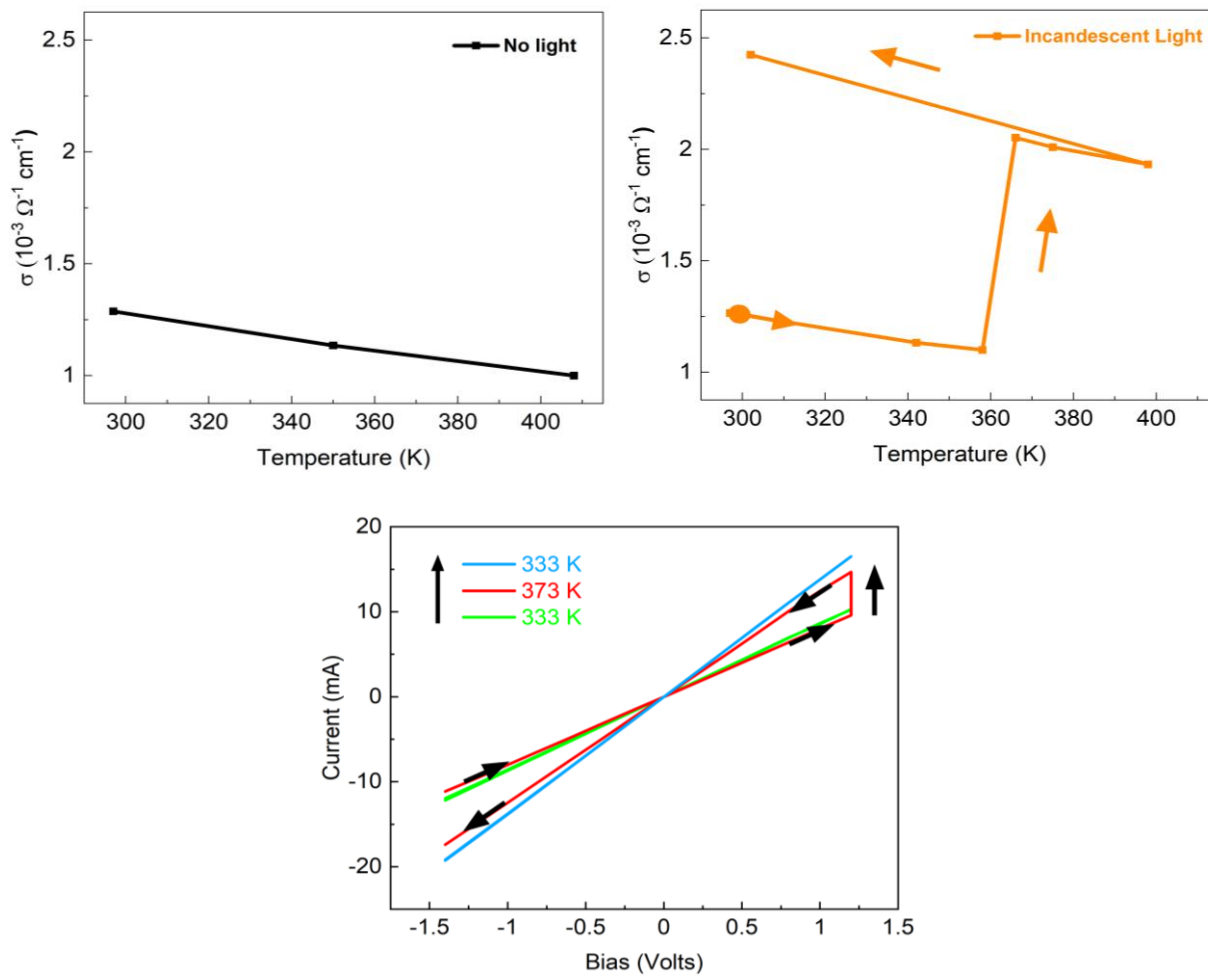 No light
2.5
2
1.5
1
σ (10⁻³ Ω⁻¹ cm⁻¹)
300 320 340 360 380 400
Temperature (K)
Incandescent Light
2.5
2
1.5
1
σ (10⁻³ Ω⁻¹ cm⁻¹)
300 320 340 360 380 400
Temperature (K)
333 K
373 K
333 K
20
10
0
-10
-20
Current (mA)
-1.5 -1 -0.5 0 0.5 1 1.5
Bias (Volts)